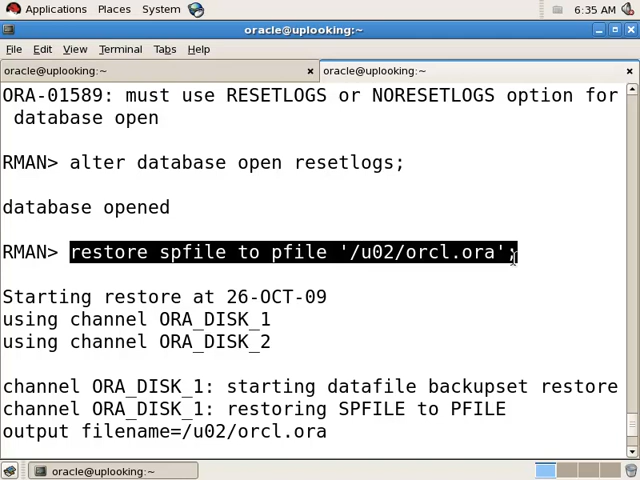 Applications Places System 6:35 AM
oracle@uplooking:~
File Edit View Terminal Tabs Help
oracle@uplooking:~ oracle@uplooking:~
ORA-01589: must use RESETLOGS or NORESETLOGS option for
 database open
RMAN> alter database open resetlogs;
database opened
RMAN> restore spfile to pfile '/u02/orcl.ora';
Starting restore at 26-OCT-09
using channel ORA_DISK_1
using channel ORA_DISK_2
channel ORA_DISK_1: starting datafile backupset restore
channel ORA_DISK_1: restoring SPFILE to PFILE
output filename=/u02/orcl.ora
oracle@uplooking:~